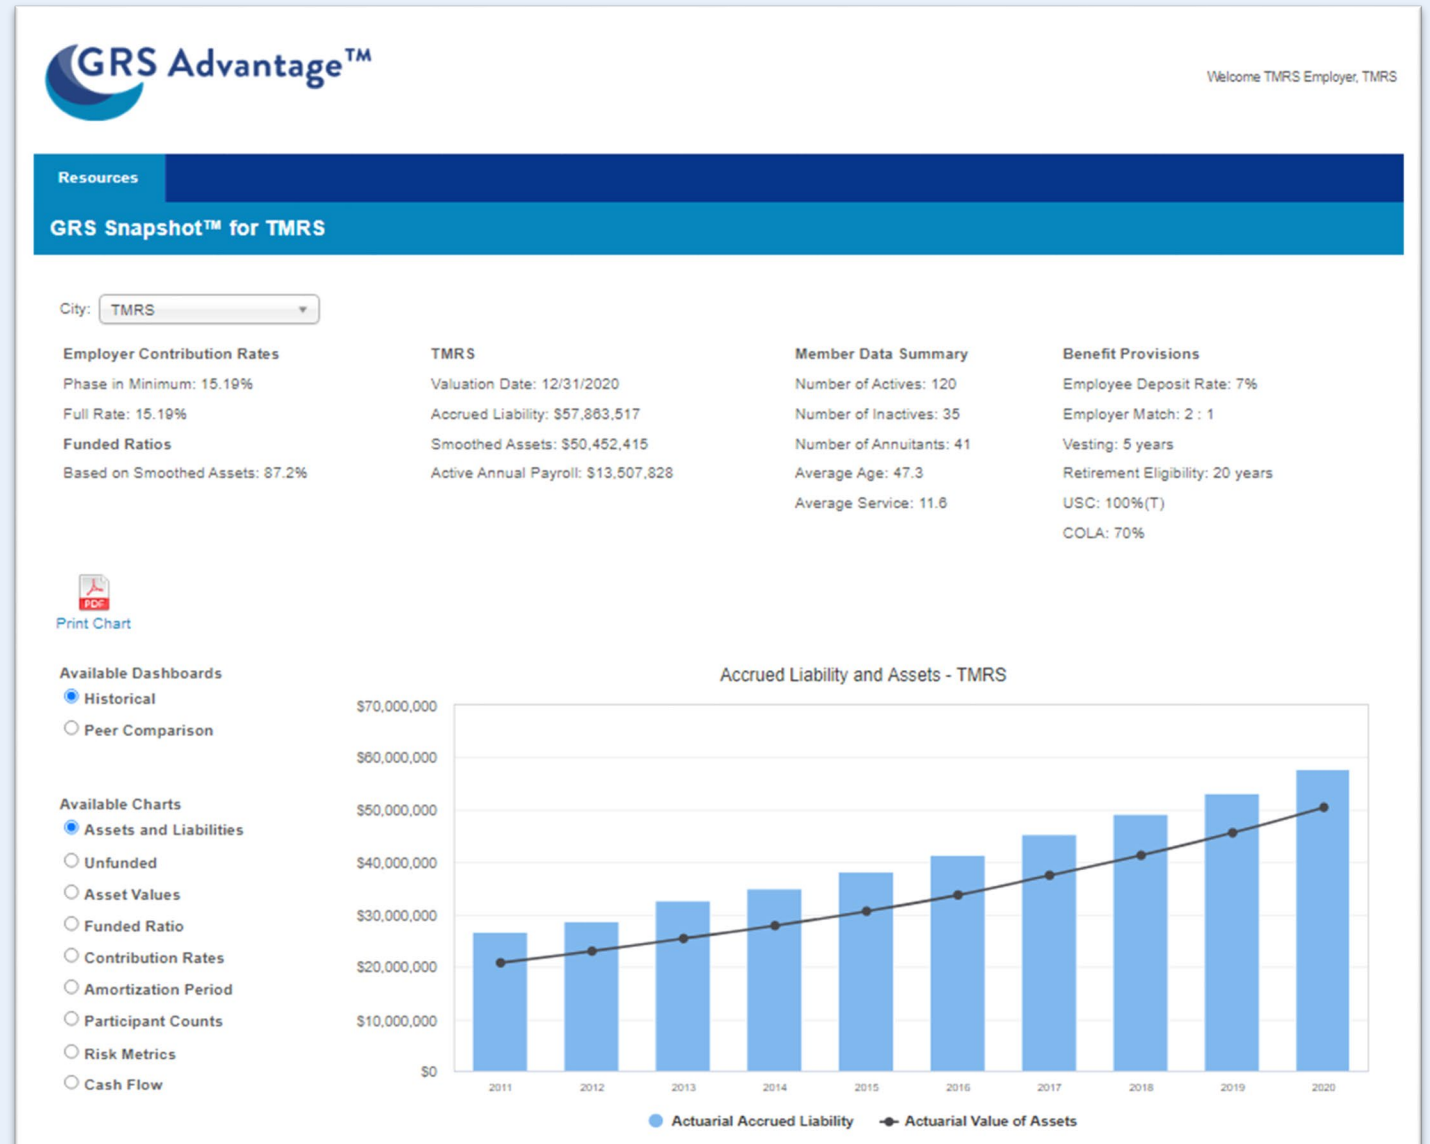 GRS Advantage™
Welcome TMRS Employer, TMRS
Resources
GRS Snapshot™ for TMRS
City: TMRS
Employer Contribution Rates
Phase in Minimum: 15.19%
Full Rate: 15.19%
Funded Ratios
Based on Smoothed Assets: 87.2%
TMRS
Valuation Date: 12/31/2020
Accrued Liability: $57,863,517
Smoothed Assets: $50,452,415
Active Annual Payroll: $13,507,828
Member Data Summary
Number of Actives: 120
Number of Inactives: 35
Number of Annuitants: 41
Average Age: 47.3
Average Service: 11.6
Benefit Provisions
Employee Deposit Rate: 7%
Employer Match: 2 : 1
Vesting: 5 years
Retirement Eligibility: 20 years
USC: 100%(T)
COLA: 70%
PDF
Print Chart
Available Dashboards
Historical
Peer Comparison
Available Charts
Assets and Liabilities
Unfunded
Asset Values
Funded Ratio
Contribution Rates
Amortization Period
Participant Counts
Risk Metrics
Cash Flow
Accrued Liability and Assets - TMRS
$70,000,000
$60,000,000
$50,000,000
$40,000,000
$30,000,000
$20,000,000
$10,000,000
$0
2011 2012 2013 2014 2015 2016 2017 2018 2019 2020
Actuarial Accrued Liability Actuarial Value of Assets